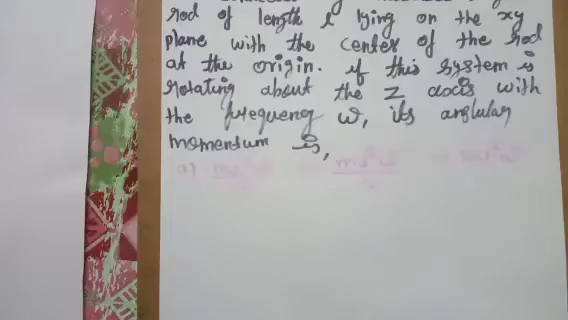 rod of length l lying on the xy
plane with the center of the rod
at the origin. if this system is
rotating about the z axis with
the frequency ω, its anglular
momentum is,